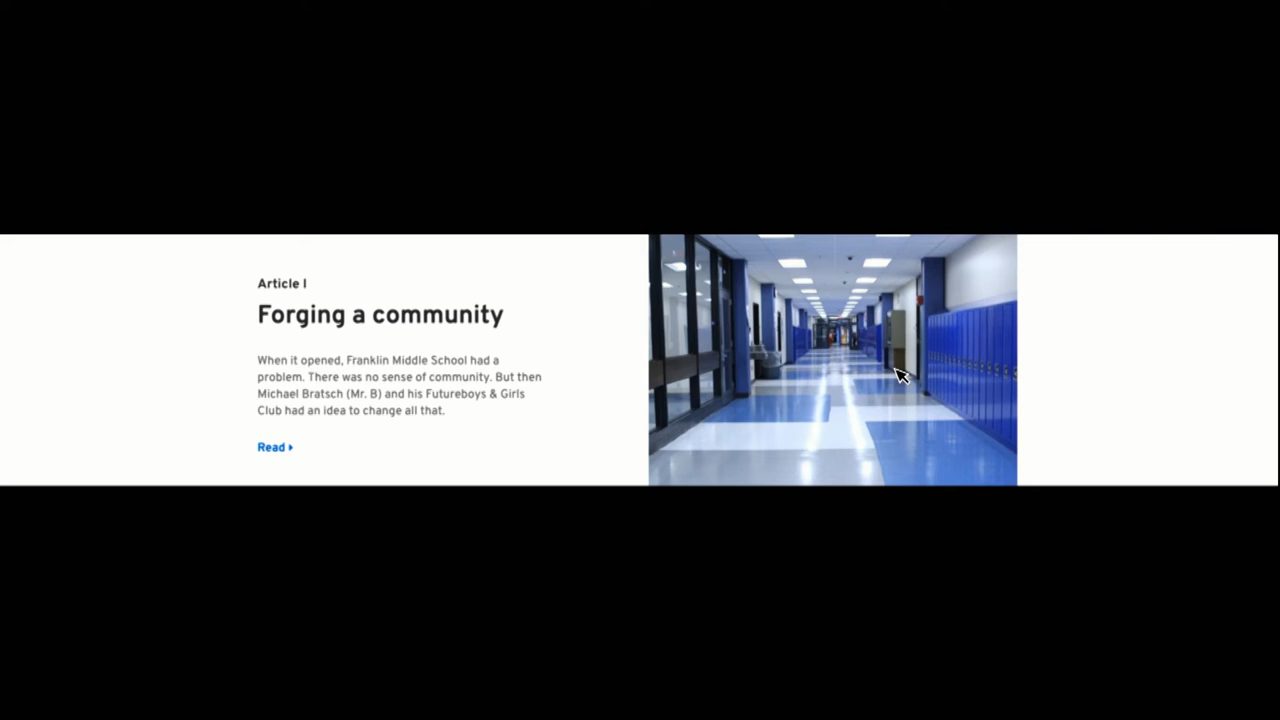 Article I
Forging a community
When it opened, Franklin Middle School had a
problem. There was no sense of community. But then
Michael Bratsch (Mr. B) and his Futureboys & Girls
Club had an idea to change all that.
Read